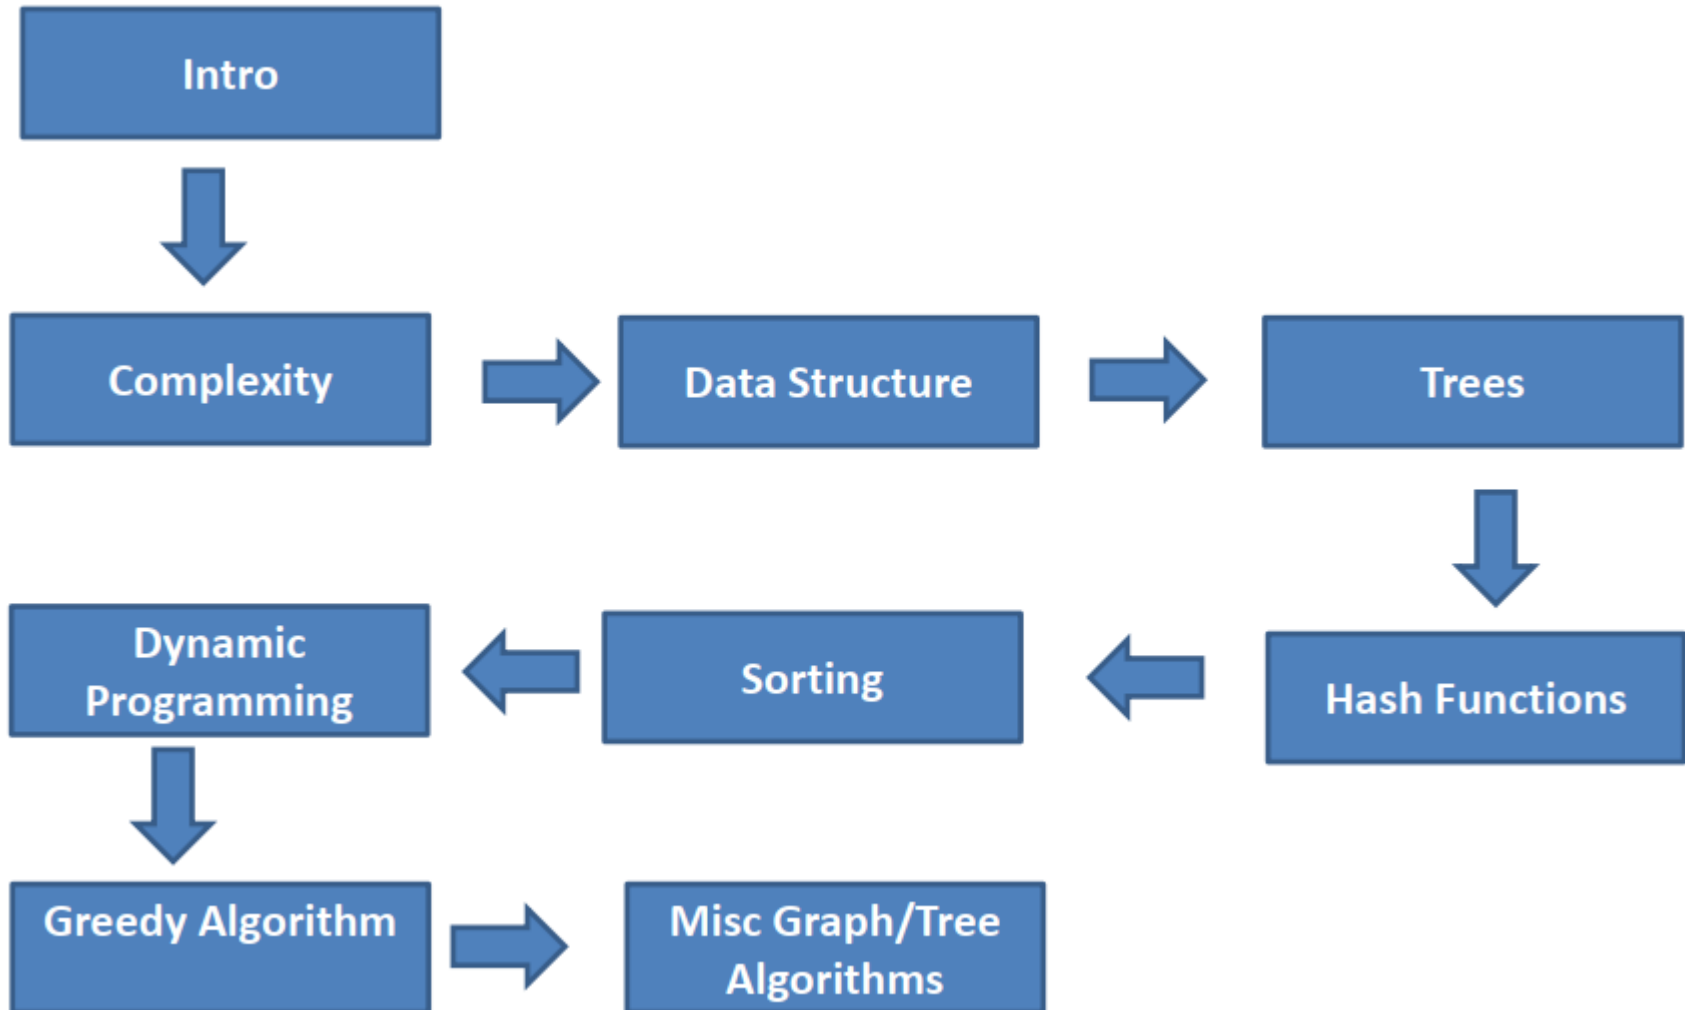 Intro
Complexity
Data Structure
Trees
Dynamic
Programming
Sorting
Hash Functions
Greedy Algorithm
Misc Graph/Tree
Algorithms